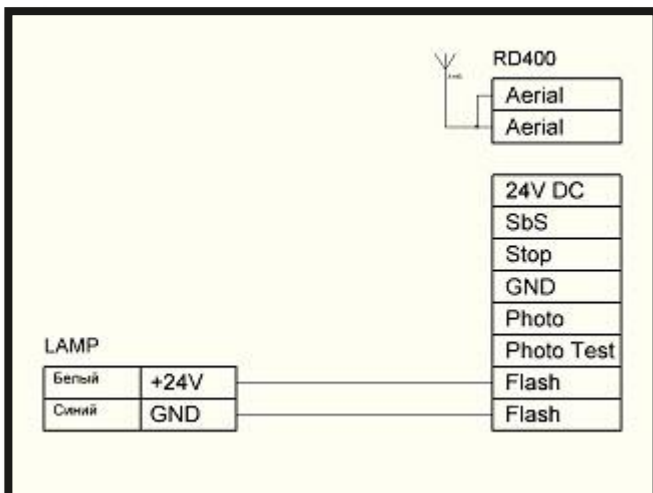 RD400
Aerial
Aerial
24V DC
SbS
Stop
GND
Photo
Photo Test
Flash
Flash
LAMP
Белый +24V
Синий GND